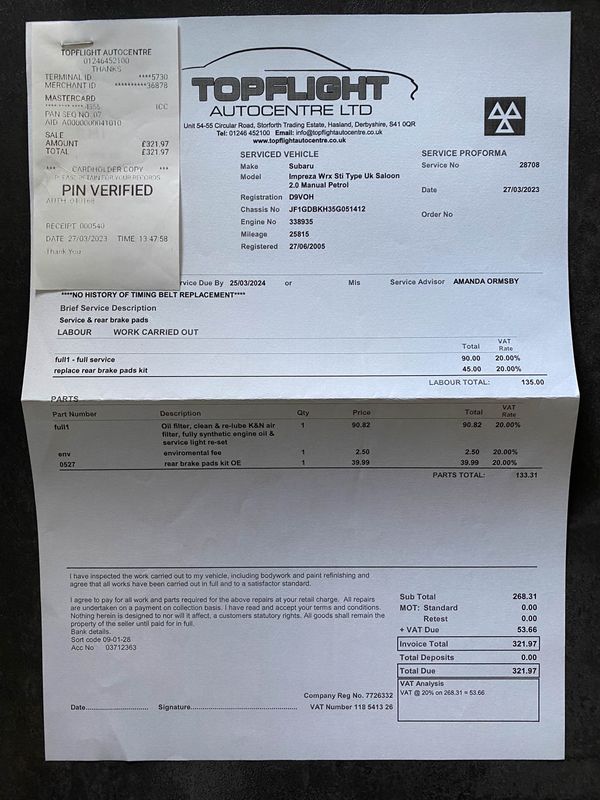 TOPFLIGHT AUTOCENTRE
01246452100
THANKS
TERMINAL ID ****5730
MERCHANT ID **********36878
MASTERCARD
ICC
PAN SEQ NO. 02
AID A0000000041010
SALE
AMOUNT £321.97
TOTAL £321.97
*** CARDHOLDER COPY ***
PLEASE RETAIN FOR YOUR RECORDS
PIN VERIFIED
RECEIPT 000540
DATE 27/03/2023 TIME 13:47:58
Thank You
TOPFLIGHT
AUTOCENTRE LTD
Unit 54-55 Circular Road, Storforth Trading Estate, Hasland, Derbyshire, S41 0QR
Tel: 01246 452100 Email: info@topflightautocentre.co.uk
www.topflightautocentre.co.uk
SERVICED VEHICLE
Make Subaru
Model Impreza Wrx Sti Type Uk Saloon
2.0 Manual Petrol
Registration D9VOH
Chassis No JF1GDBKH35G051412
Engine No 338935
Mileage 25815
Registered 27/06/2005
SERVICE PROFORMA
Service No 28708
Date 27/03/2023
Order No
rvice Due By 25/03/2024 or Mis Service Advisor AMANDA ORMSBY
****NO HISTORY OF TIMING BELT REPLACEMENT****
Brief Service Description
Service & rear brake pads
LABOUR WORK CARRIED OUT
Total VAT Rate
full1 - full service 90.00 20.00%
replace rear brake pads kit 45.00 20.00%
LABOUR TOTAL: 135.00
PARTS
Part Number Description Qty Price Total VAT Rate
full1 Oil filter, clean & re-lube K&N air 1 90.82 90.82 20.00%
filter, fully synthetic engine oil &
service light re-set
env enviromental fee 1 2.50 2.50 20.00%
0527 rear brake pads kit OE 1 39.99 39.99 20.00%
PARTS TOTAL: 133.31
I have inspected the work carried out to my vehicle, including bodywork and paint refinishing and
agree that all works have been carried out in full and to a satisfactor standard.
I agree to pay for all work and parts required for the above repairs at your retail charge. All repairs
are undertaken on a payment on collection basis. I have read and accept your terms and conditions.
Nothing herein is designed to nor will it affect, a customers statutory rights. All goods shall remain the
property of the seller until paid for in full.
Bank details.
Sort code 09-01-28
Acc No 03712363
Sub Total 268.31
MOT: Standard 0.00
Retest 0.00
+ VAT Due 53.66
Invoice Total 321.97
Total Deposits 0.00
Total Due 321.97
VAT Analysis
VAT @ 20% on 268.31 = 53.66
Company Reg No. 7726332
Date............................ Signature....................................... VAT Number 118 5413 26